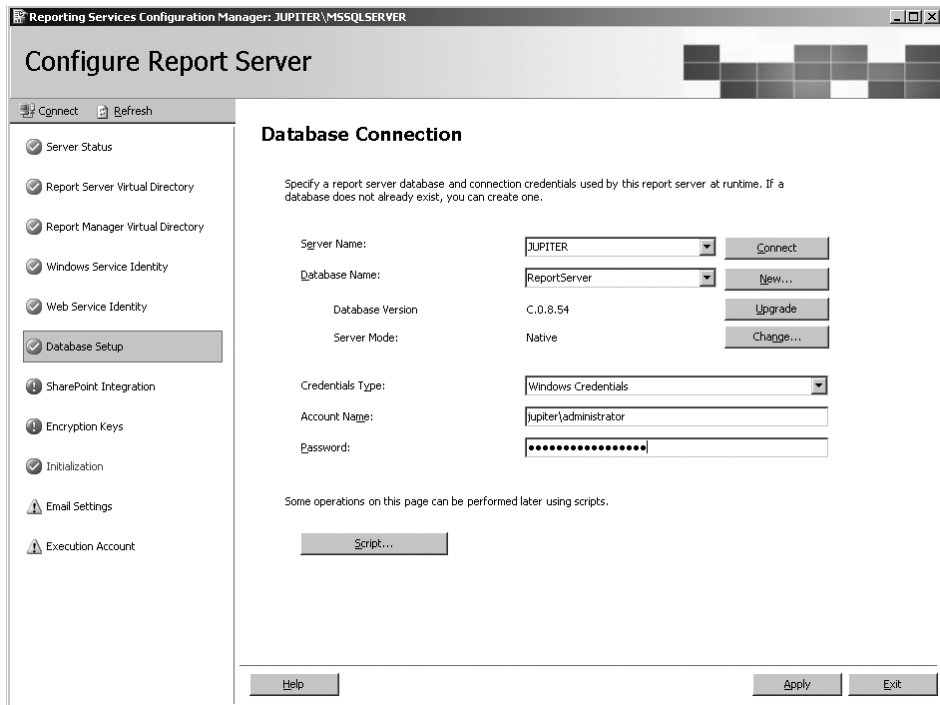 Reporting Services Configuration Manager: JUPITER\MSSQLSERVER
Configure Report Server
Connect Refresh
Server Status
Report Server Virtual Directory
Report Manager Virtual Directory
Windows Service Identity
Web Service Identity
Database Setup
SharePoint Integration
Encryption Keys
Initialization
Email Settings
Execution Account
Database Connection
Specify a report server database and connection credentials used by this report server at runtime. If a
database does not already exist, you can create one.
Server Name: JUPITER Connect
Database Name: ReportServer New...
Database Version C.0.8.54 Upgrade
Server Mode: Native Change...
Credentials Type: Windows Credentials
Account Name: jupiter\administrator
Password: •••••••••••••••••
Some operations on this page can be performed later using scripts.
Script...
Help Apply Exit